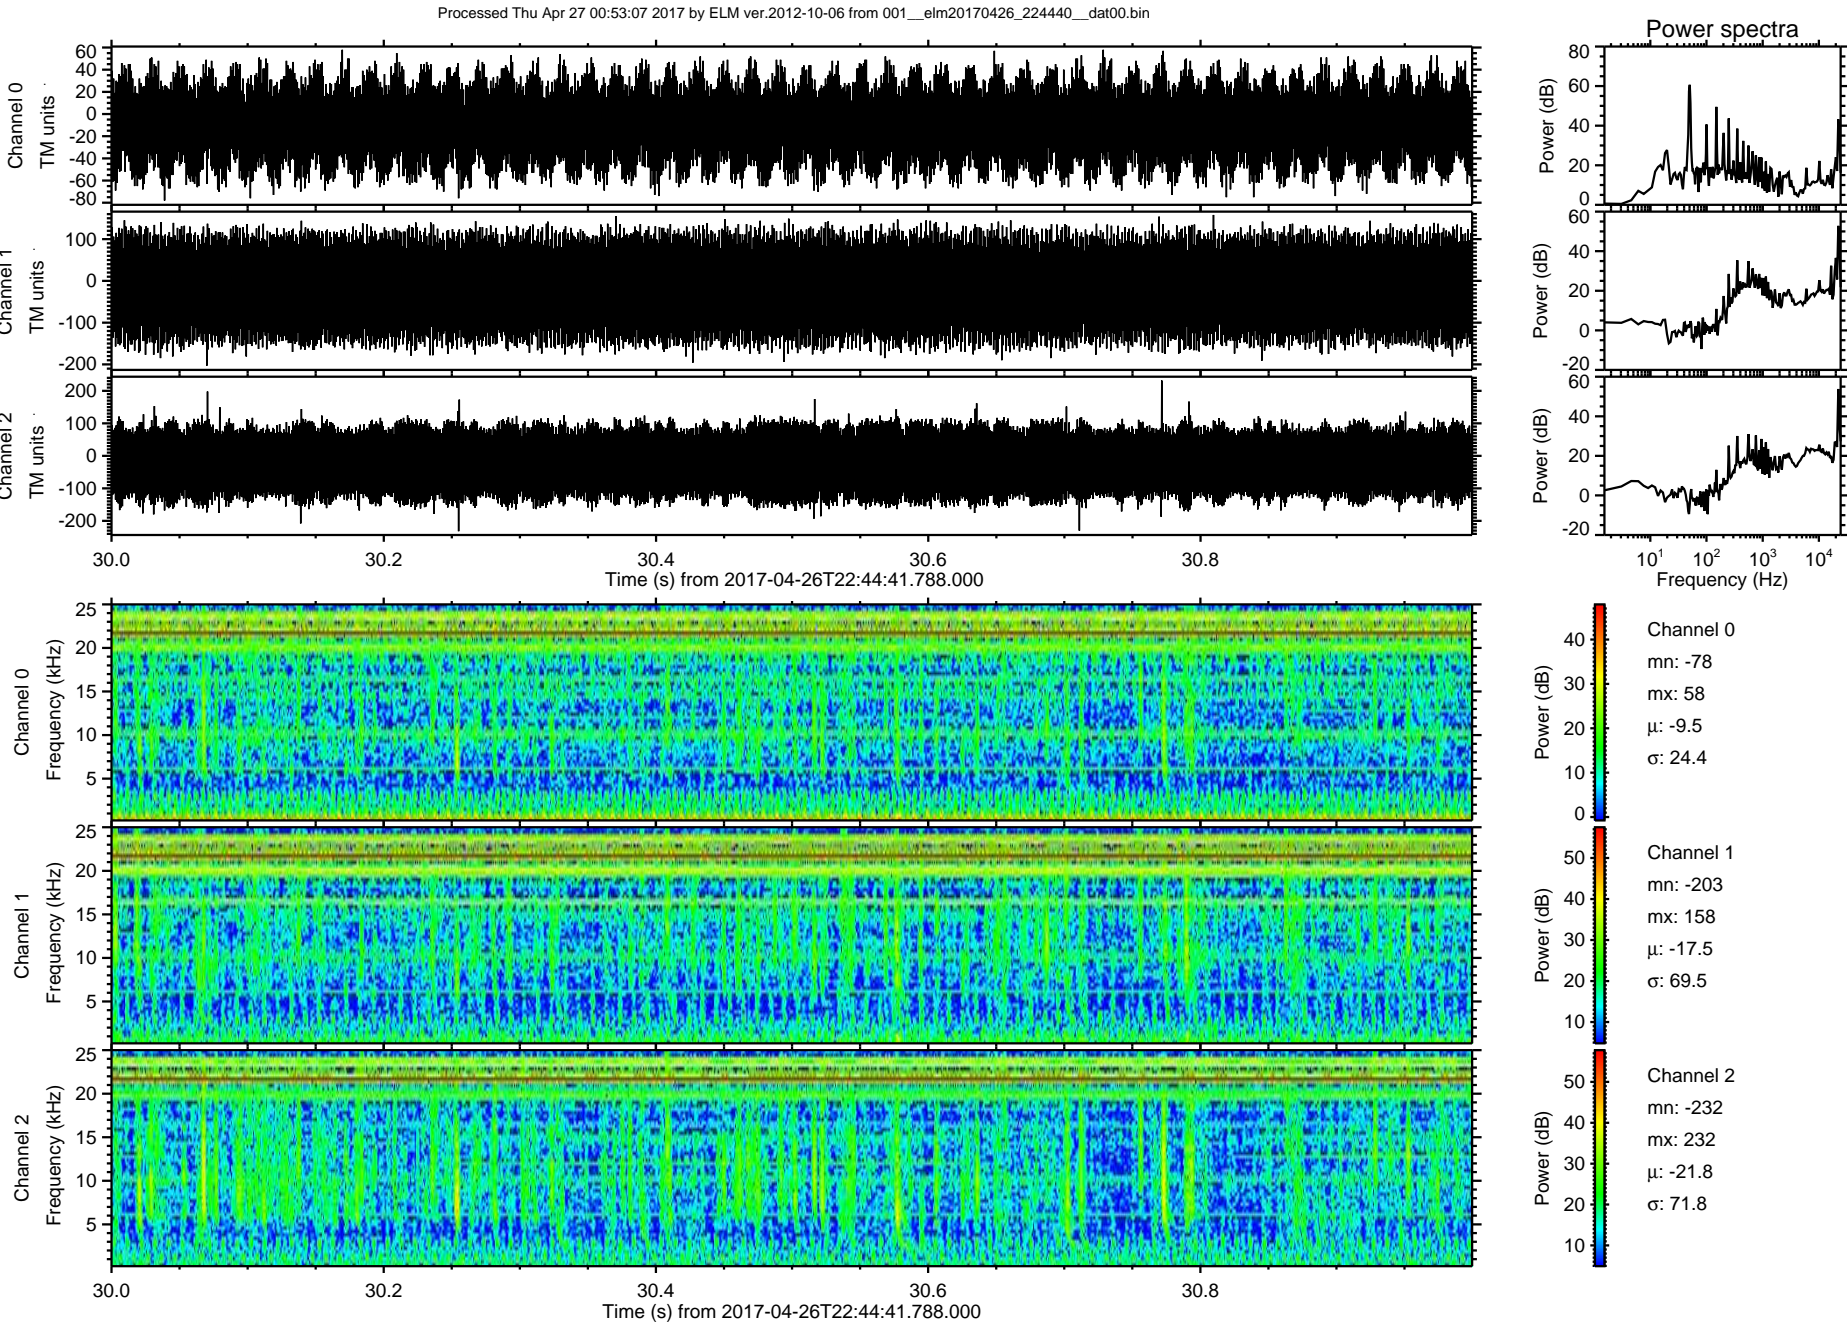 Processed Thu Apr 27 00:53:07 2017 by ELM ver.2012-10-06 from 001__elm20170426_224440__dat00.bin
Power spectra
Channel 0
TM units
60
40
20
0
-20
-40
-60
-80
Power (dB)
80
60
40
20
0
Channel 1
TM units
100
0
-100
-200
Power (dB)
60
40
20
0
-20
Channel 2
TM units
200
100
0
-100
-200
Power (dB)
60
40
20
0
-20
30.0 30.2 30.4 30.6 30.8
Time (s) from 2017-04-26T22:44:41.788.000
10¹ 10² 10³ 10⁴
Frequency (Hz)
Channel 0
Frequency (kHz)
25
20
15
10
5
Power (dB)
40
30
20
10
0
Channel 0
mn: -78
mx: 58
μ: -9.5
σ: 24.4
Channel 1
Frequency (kHz)
25
20
15
10
5
Power (dB)
50
40
30
20
10
Channel 1
mn: -203
mx: 158
μ: -17.5
σ: 69.5
Channel 2
Frequency (kHz)
25
20
15
10
5
Power (dB)
50
40
30
20
10
Channel 2
mn: -232
mx: 232
μ: -21.8
σ: 71.8
30.0 30.2 30.4 30.6 30.8
Time (s) from 2017-04-26T22:44:41.788.000